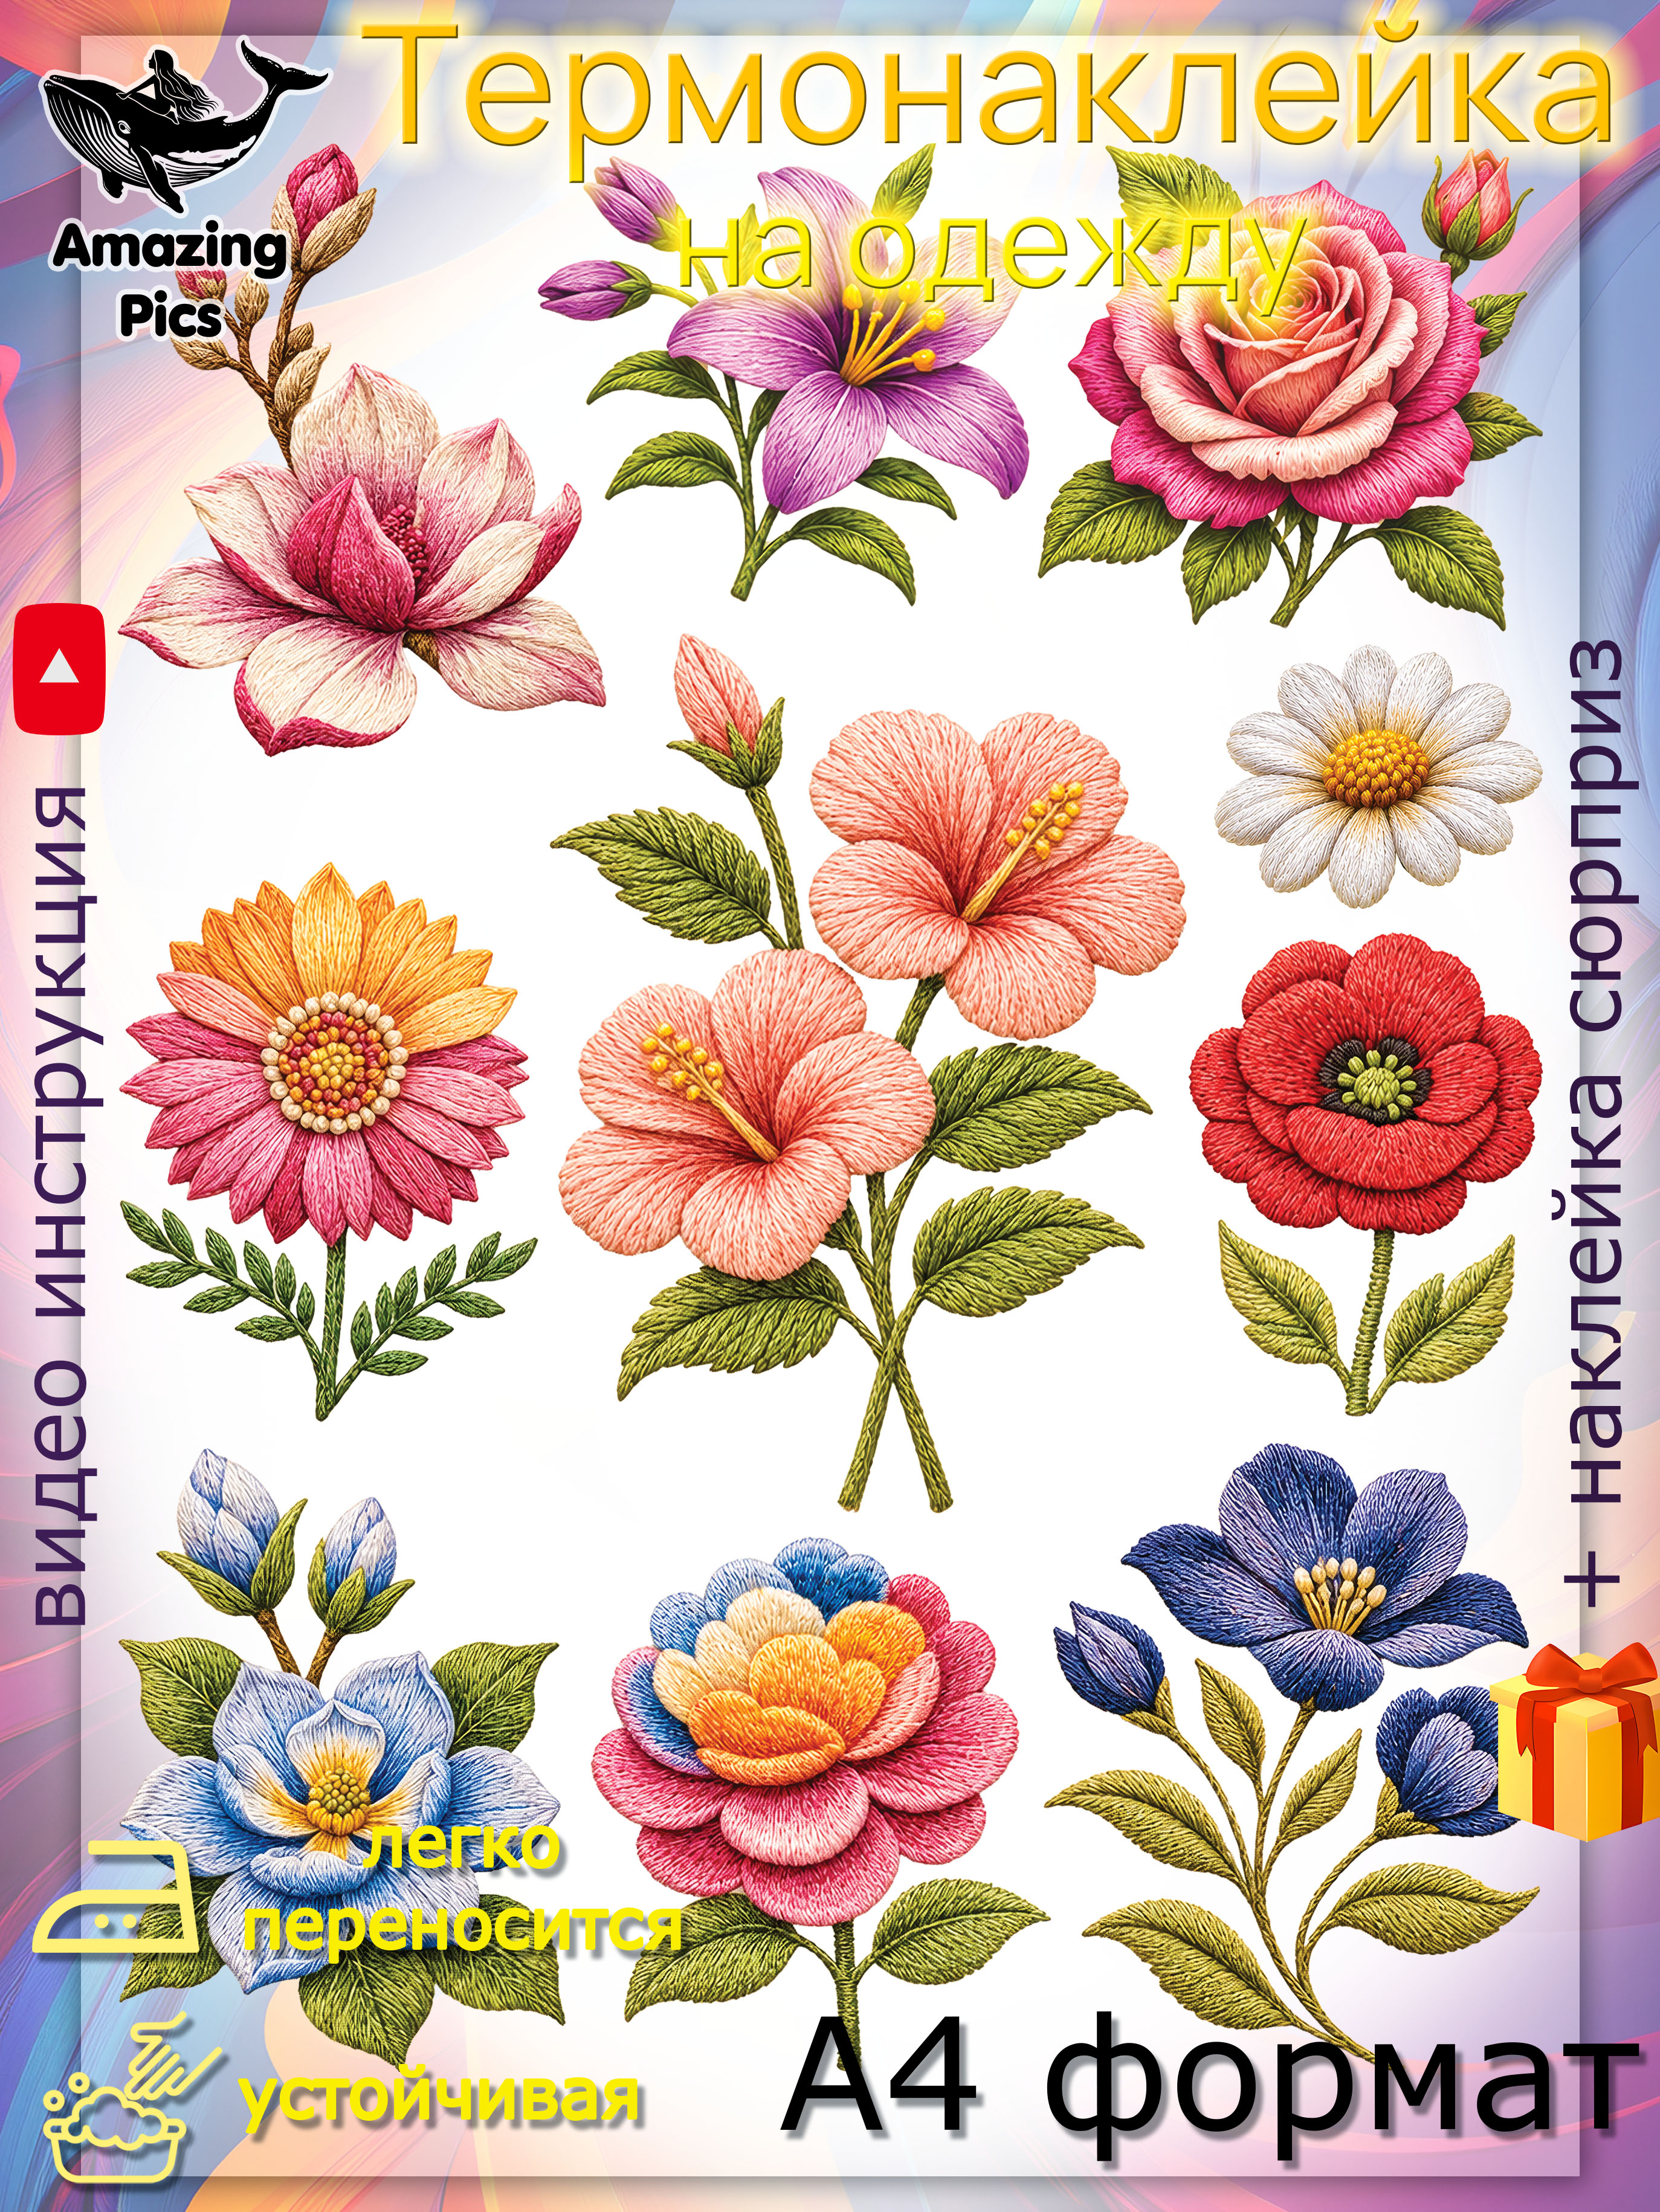 Термонаклейка
на одежду
Amazing
Pics
видео инструкция
+ наклейка сюрприз
легко
переносится
устойчивая
А4 формат